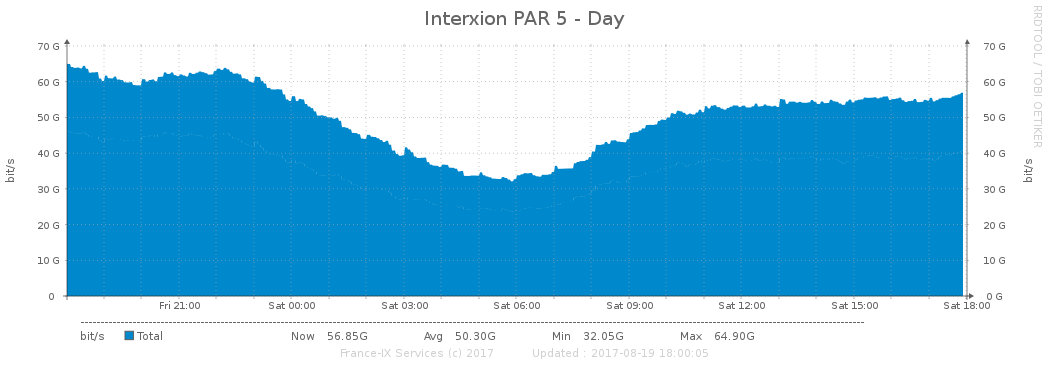 Interxion PAR 5 - Day
RRDTOOL / TOBI OETIKER
70 G 70 G
60 G 60 G
50 G 50 G
40 G 40 G
30 G 30 G
20 G 20 G
10 G 10 G
0 0 G
bit/s bit/s
Fri 21:00 Sat 00:00 Sat 03:00 Sat 06:00 Sat 09:00 Sat 12:00 Sat 15:00 Sat 18:00
bit/s Total Now 56.85G Avg 50.30G Min 32.05G Max 64.90G
France-IX Services (c) 2017 Updated : 2017-08-19 18:00:05